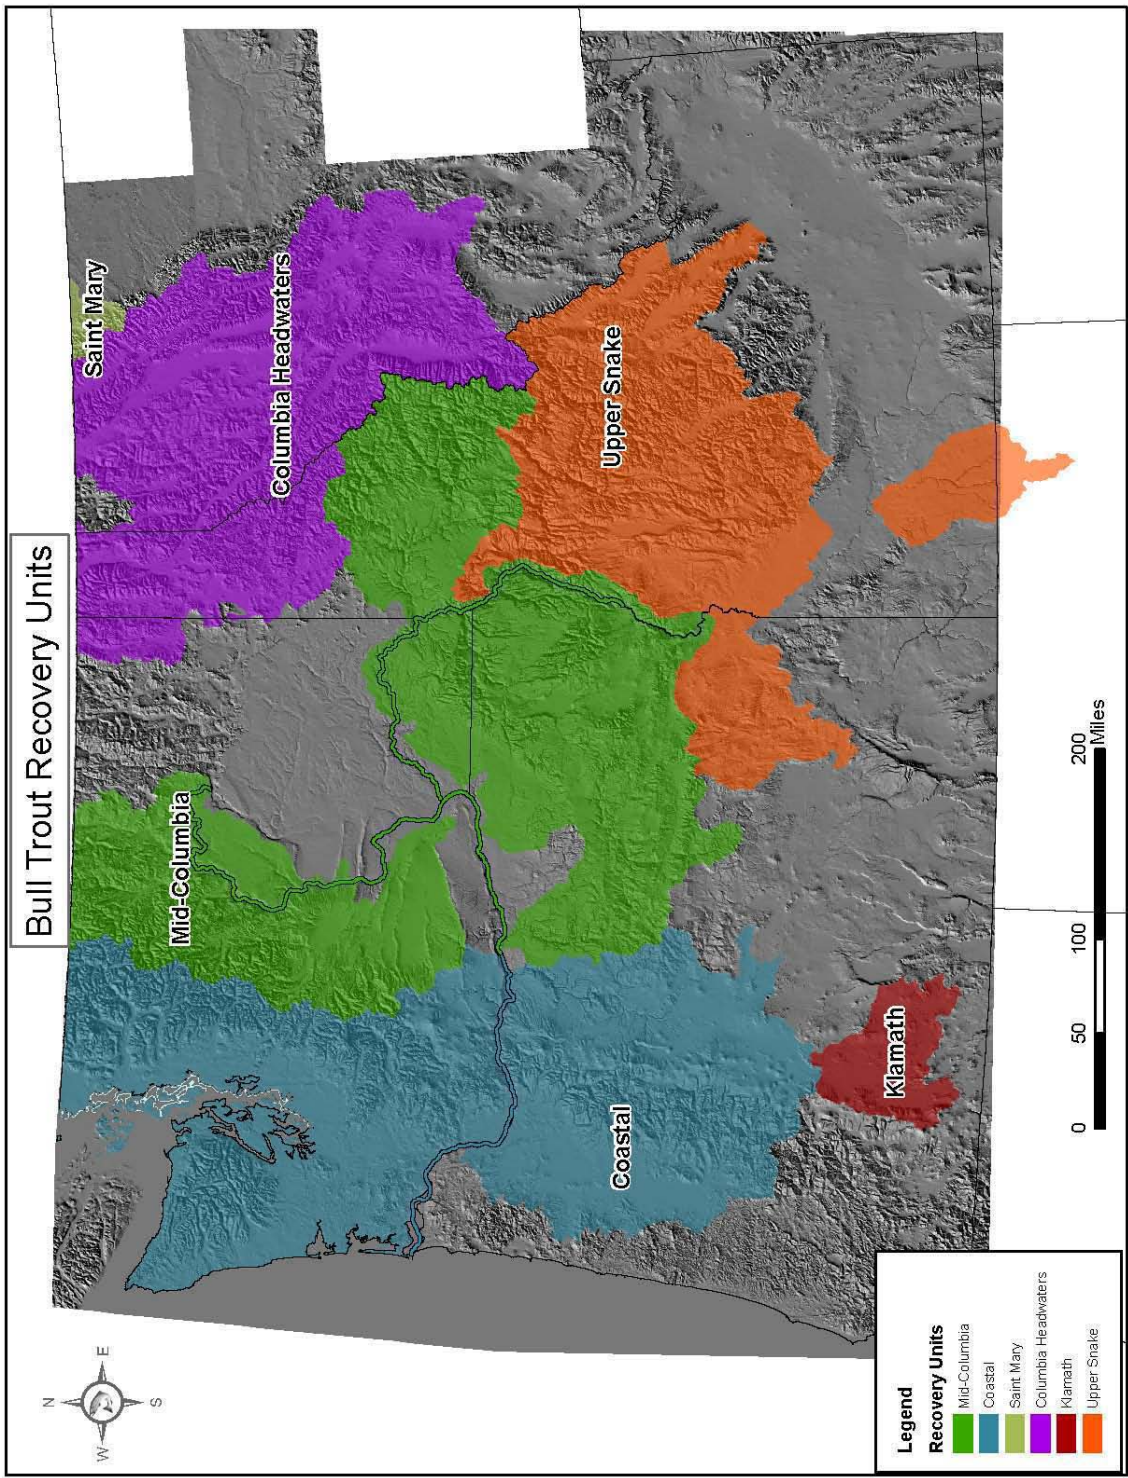 Bull Trout Recovery Units
N
W
E
S
Saint Mary
Columbia Headwaters
Mid-Columbia
Upper Snake
Coastal
Klamath
Legend
Recovery Units
Mid-Columbia
Coastal
Saint Mary
Columbia Headwaters
Klamath
Upper Snake
0 50 100 200
Miles